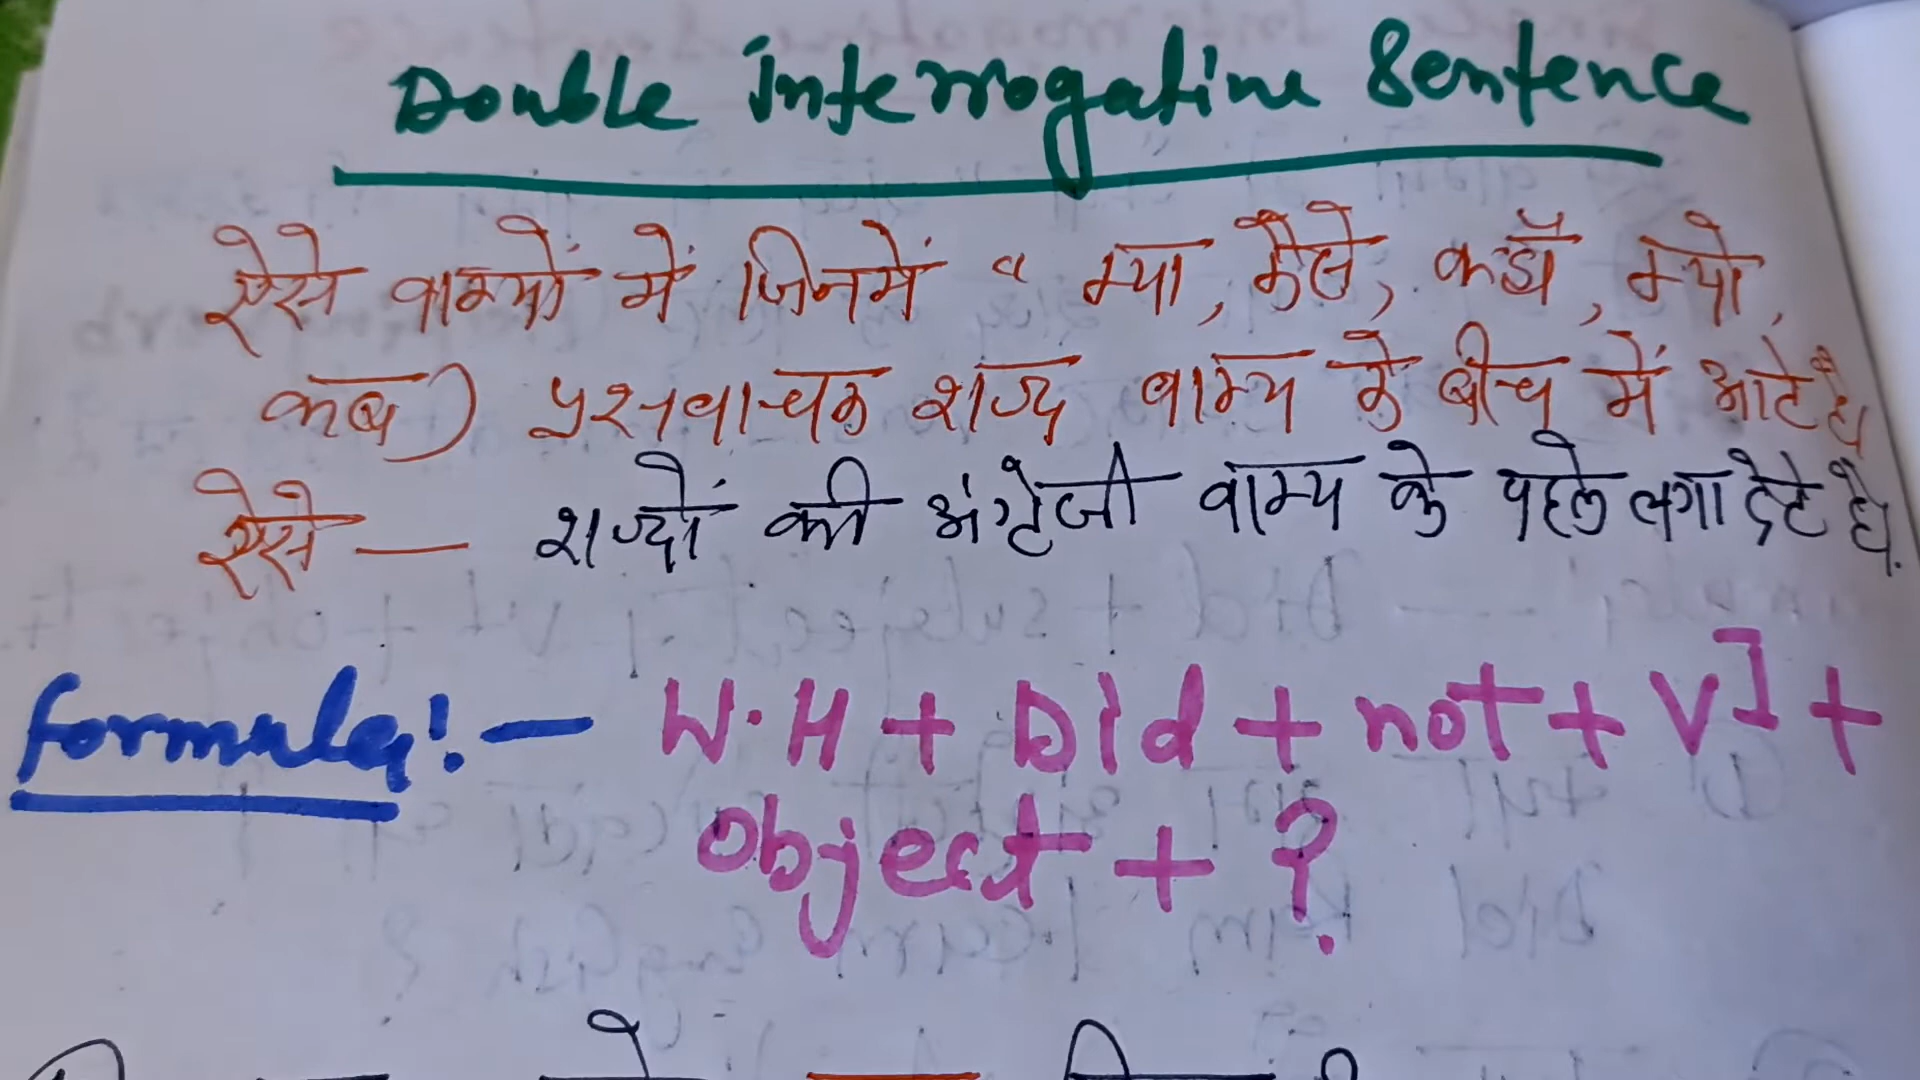 Double interrogative Sentence
ऐसे वाक्यों में जिनमें " क्या, कैसे, कहाँ, क्यो,
कब) प्रश्नवाचक शब्द वाक्य के बीच में आटे है
ऐसे — शब्दों की अंग्रेजी वाक्य के पहले लगा देटे है.
formula:- W.H + Did + not + V1 +
object + ?